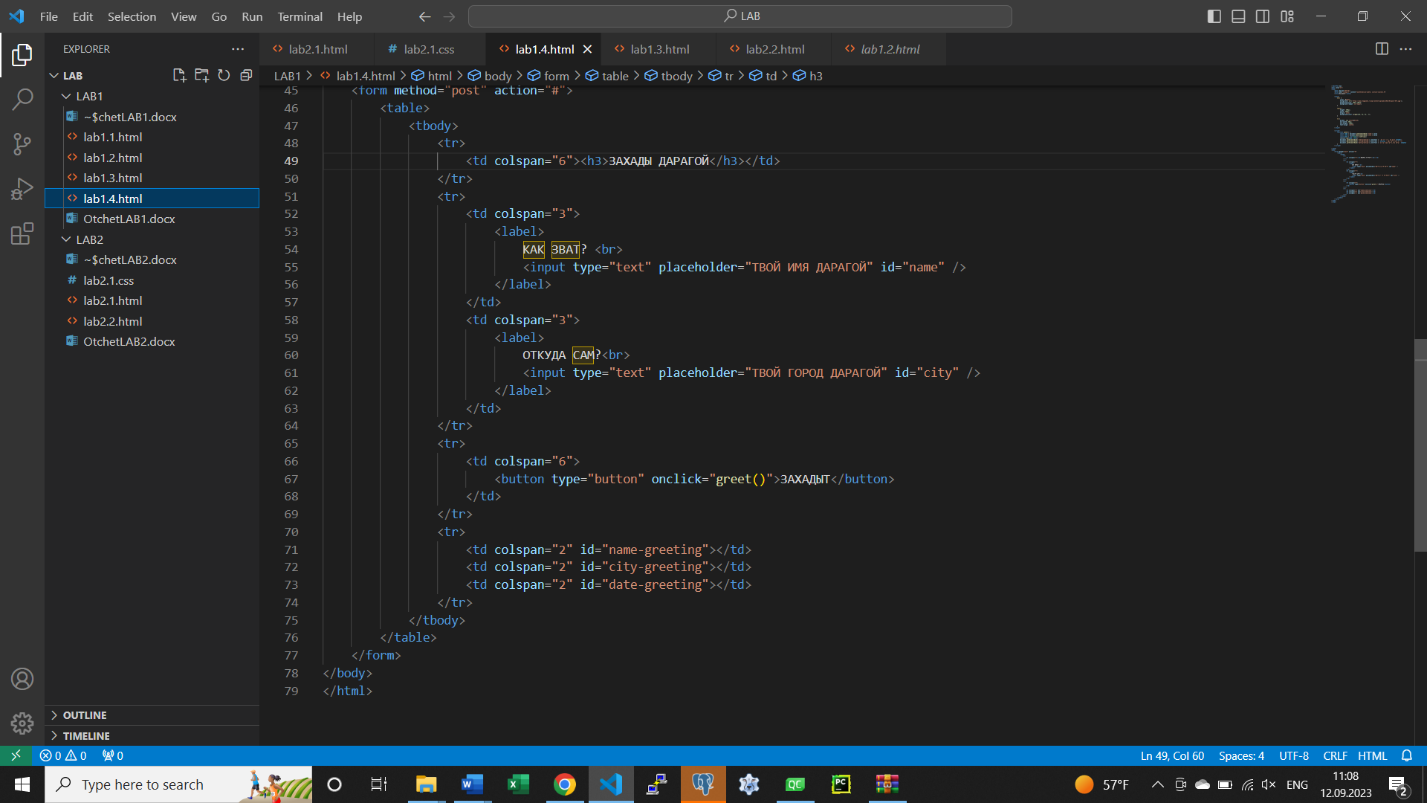 File Edit Selection View Go Run Terminal Help
LAB
EXPLORER
lab2.1.html
lab2.1.css
lab1.4.html
lab1.3.html
lab2.2.html
lab1.2.html
LAB
LAB1 > lab1.4.html > html > body > form > table > tbody > tr > td > h3
LAB1
~$chetLAB1.docx
lab1.1.html
lab1.2.html
lab1.3.html
lab1.4.html
OtchetLAB1.docx
LAB2
~$chetLAB2.docx
lab2.1.css
lab2.1.html
lab2.2.html
OtchetLAB2.docx
OUTLINE
TIMELINE
45 <form method="post" action="#">
46 <table>
47 <tbody>
48 <tr>
49 <td colspan="6"><h3>ЗАХАДЫ ДАРАГОЙ</h3></td>
50 </tr>
51 <tr>
52 <td colspan="3">
53 <label>
54 КАК ЗВАТ? <br>
55 <input type="text" placeholder="ТВОЙ ИМЯ ДАРАГОЙ" id="name" />
56 </label>
57 </td>
58 <td colspan="3">
59 <label>
60 ОТКУДА САМ?<br>
61 <input type="text" placeholder="ТВОЙ ГОРОД ДАРАГОЙ" id="city" />
62 </label>
63 </td>
64 </tr>
65 <tr>
66 <td colspan="6">
67 <button type="button" onclick="greet()">ЗАХАДЫТ</button>
68 </td>
69 </tr>
70 <tr>
71 <td colspan="2" id="name-greeting"></td>
72 <td colspan="2" id="city-greeting"></td>
73 <td colspan="2" id="date-greeting"></td>
74 </tr>
75 </tbody>
76 </table>
77 </form>
78 </body>
79 </html>
0 0 0
Ln 49, Col 60 Spaces: 4 UTF-8 CRLF HTML
Type here to search
57°F
ENG
11:08
12.09.2023
2